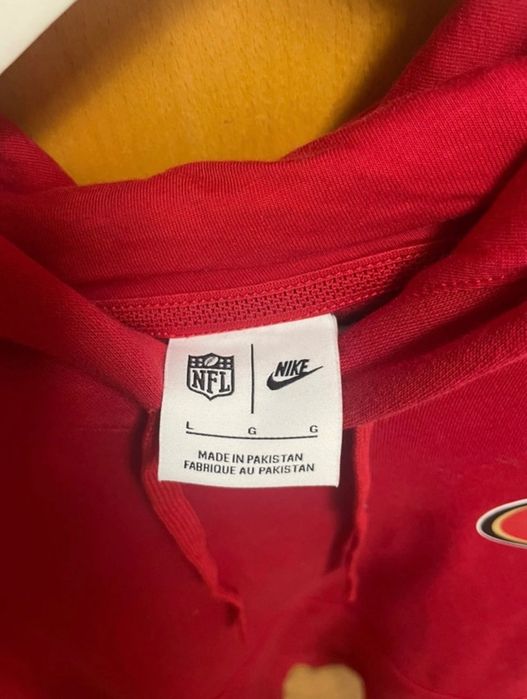 NFL NIKE
L G G
MADE IN PAKISTAN
FABRIQUE AU PAKISTAN